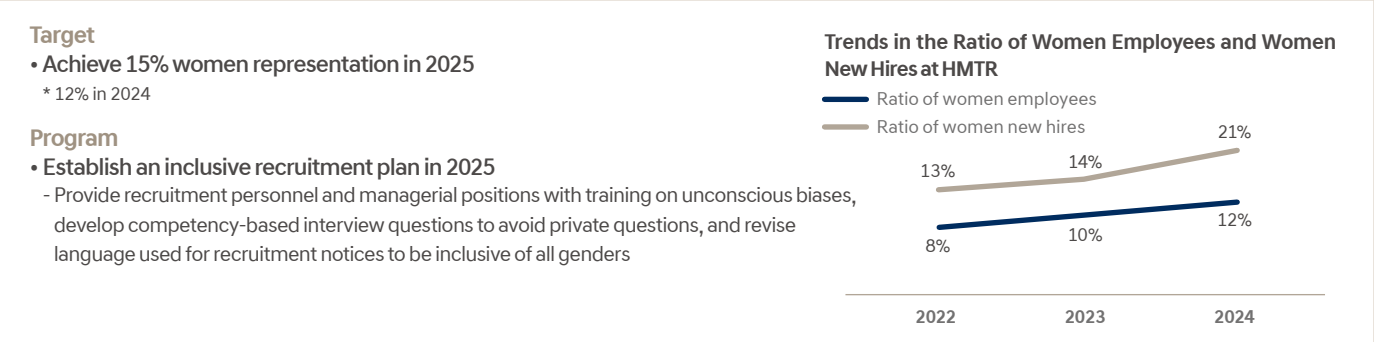 Target
• Achieve 15% women representation in 2025
* 12% in 2024
Program
• Establish an inclusive recruitment plan in 2025
- Provide recruitment personnel and managerial positions with training on unconscious biases,
develop competency-based interview questions to avoid private questions, and revise
language used for recruitment notices to be inclusive of all genders
Trends in the Ratio of Women Employees and Women
New Hires at HMTR
Ratio of women employees
Ratio of women new hires
13%
14%
21%
8%
10%
12%
2022
2023
2024